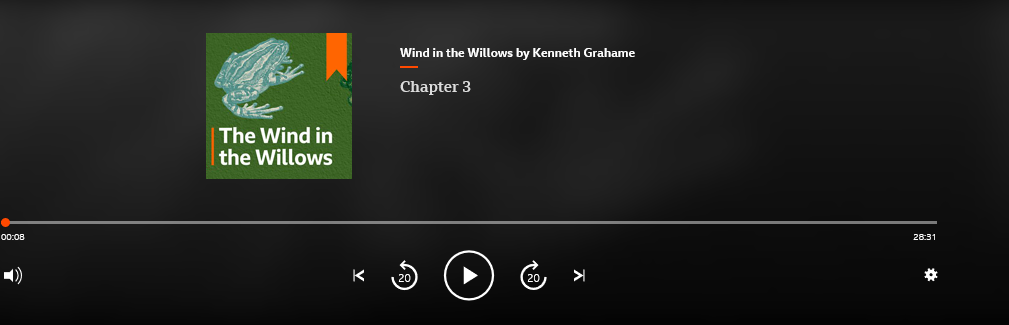 Wind in the Willows by Kenneth Grahame
Chapter 3
The Wind in
the Willows
00:08
28:31
20
20